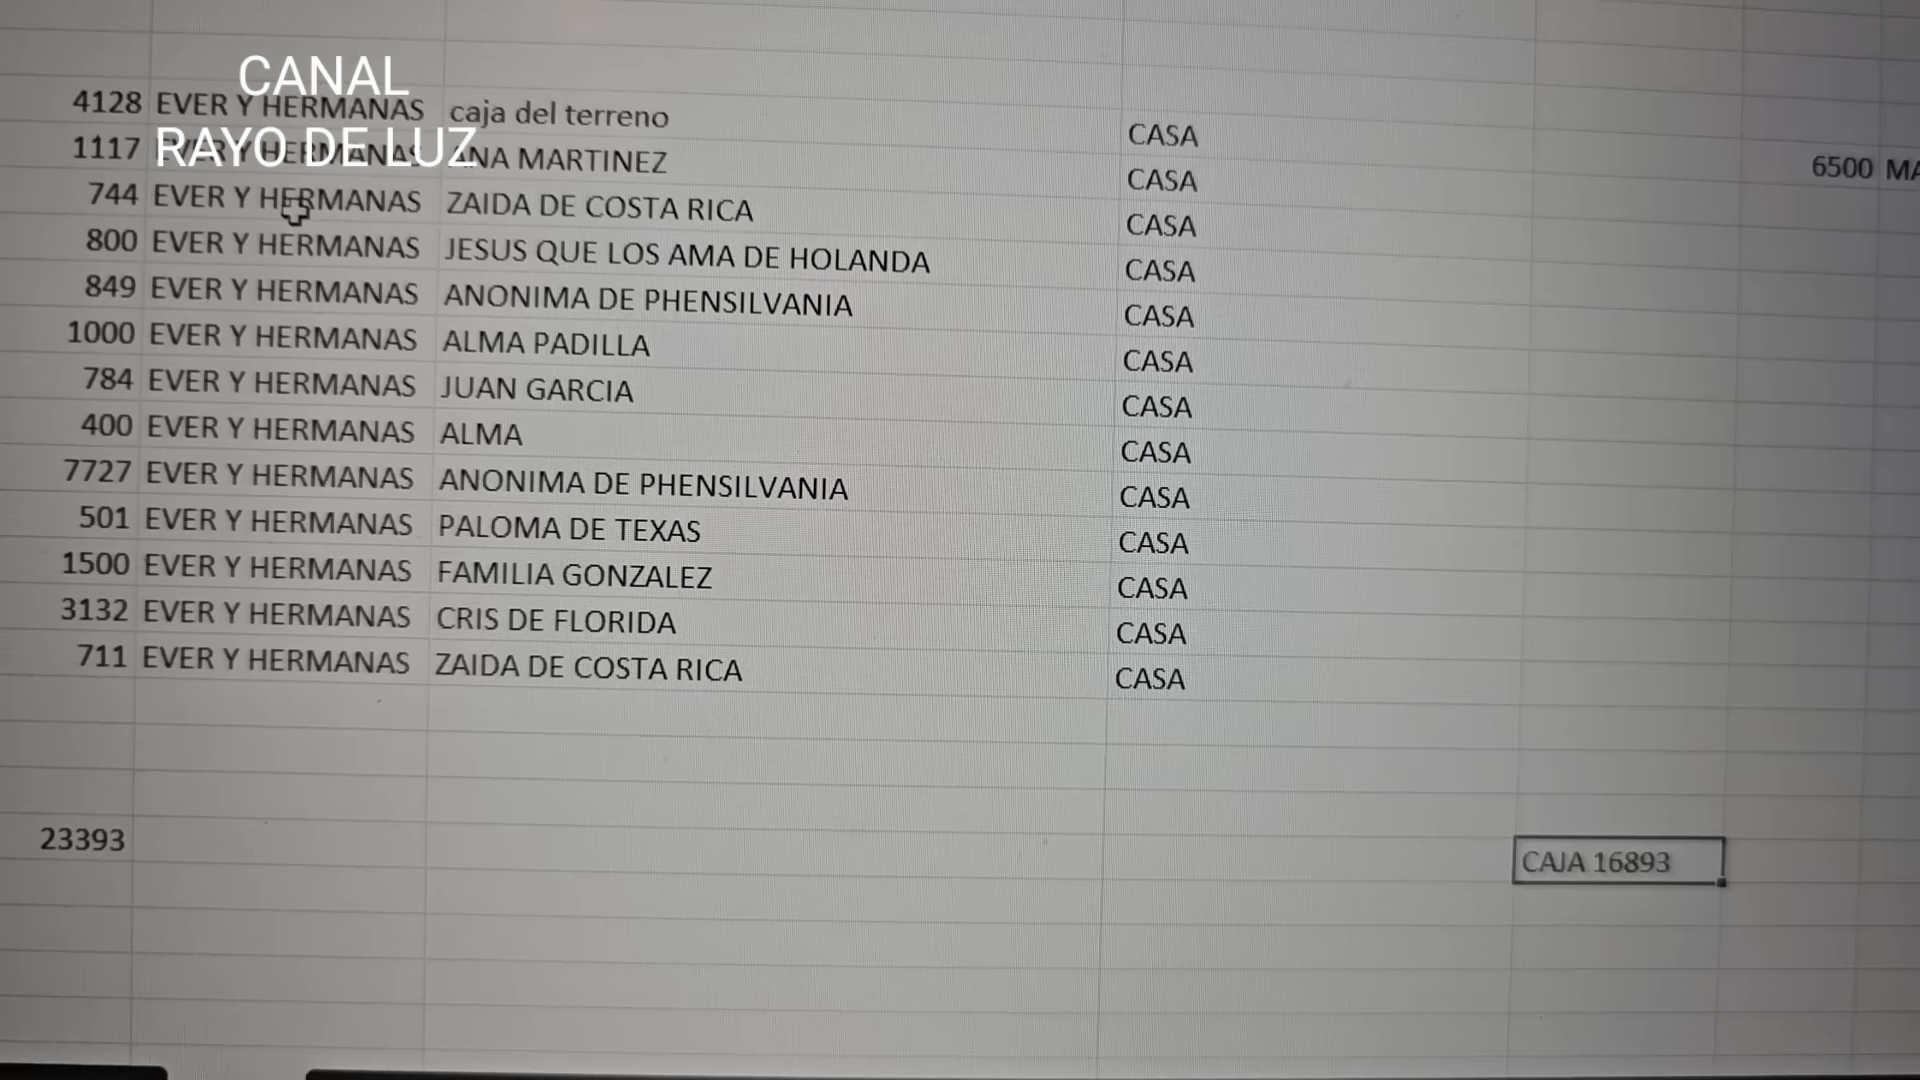 CANAL
RAYO DE LUZ
4128 EVER Y HERMANAS caja del terreno CASA
1117 EVER Y HERMANAS ANA MARTINEZ CASA 6500 MA
744 EVER Y HERMANAS ZAIDA DE COSTA RICA CASA
800 EVER Y HERMANAS JESUS QUE LOS AMA DE HOLANDA CASA
849 EVER Y HERMANAS ANONIMA DE PHENSILVANIA CASA
1000 EVER Y HERMANAS ALMA PADILLA CASA
784 EVER Y HERMANAS JUAN GARCIA CASA
400 EVER Y HERMANAS ALMA CASA
7727 EVER Y HERMANAS ANONIMA DE PHENSILVANIA CASA
501 EVER Y HERMANAS PALOMA DE TEXAS CASA
1500 EVER Y HERMANAS FAMILIA GONZALEZ CASA
3132 EVER Y HERMANAS CRIS DE FLORIDA CASA
711 EVER Y HERMANAS ZAIDA DE COSTA RICA CASA
23393 CAJA 16893